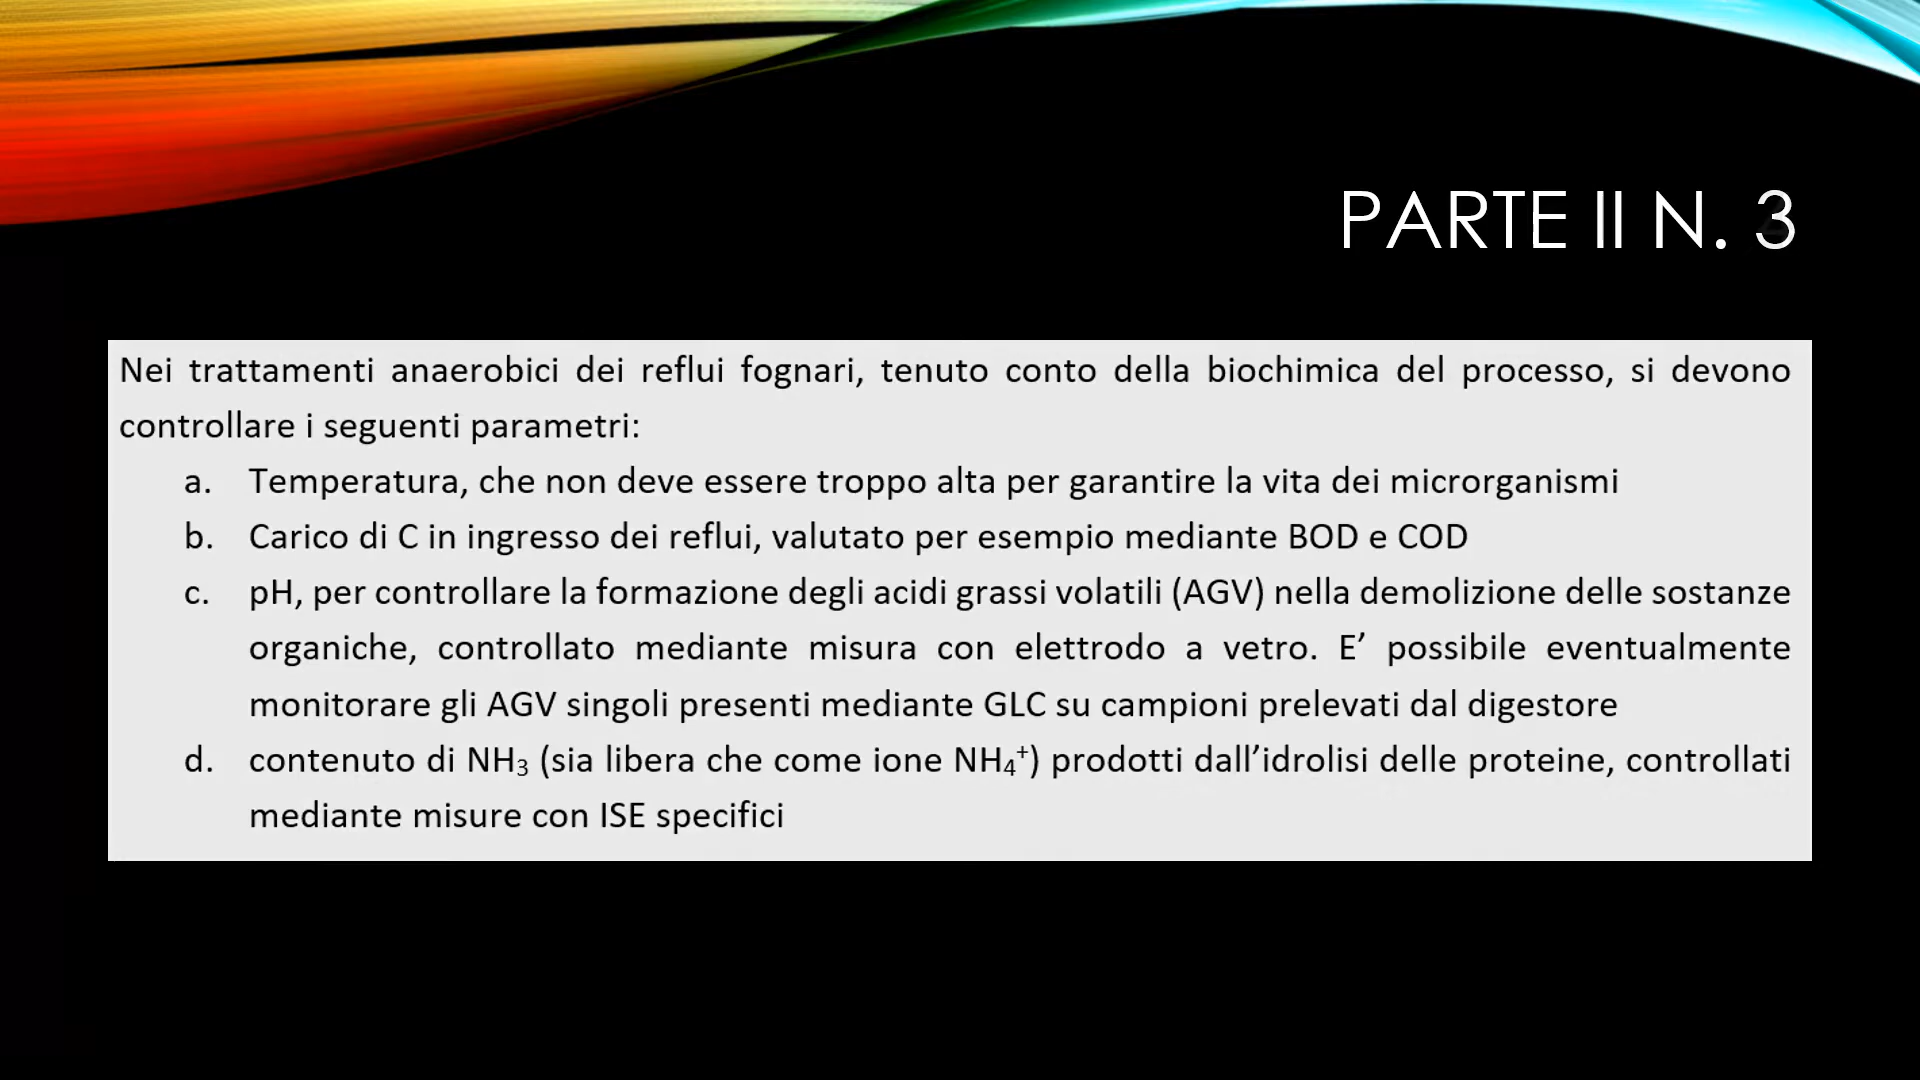 PARTE II N. 3
Nei trattamenti anaerobici dei reflui fognari, tenuto conto della biochimica del processo, si devono
controllare i seguenti parametri:
a. Temperatura, che non deve essere troppo alta per garantire la vita dei microrganismi
b. Carico di C in ingresso dei reflui, valutato per esempio mediante BOD e COD
c. pH, per controllare la formazione degli acidi grassi volatili (AGV) nella demolizione delle sostanze
organiche, controllato mediante misura con elettrodo a vetro. E’ possibile eventualmente
monitorare gli AGV singoli presenti mediante GLC su campioni prelevati dal digestore
d. contenuto di NH₃ (sia libera che come ione NH₄⁺) prodotti dall’idrolisi delle proteine, controllati
mediante misure con ISE specifici